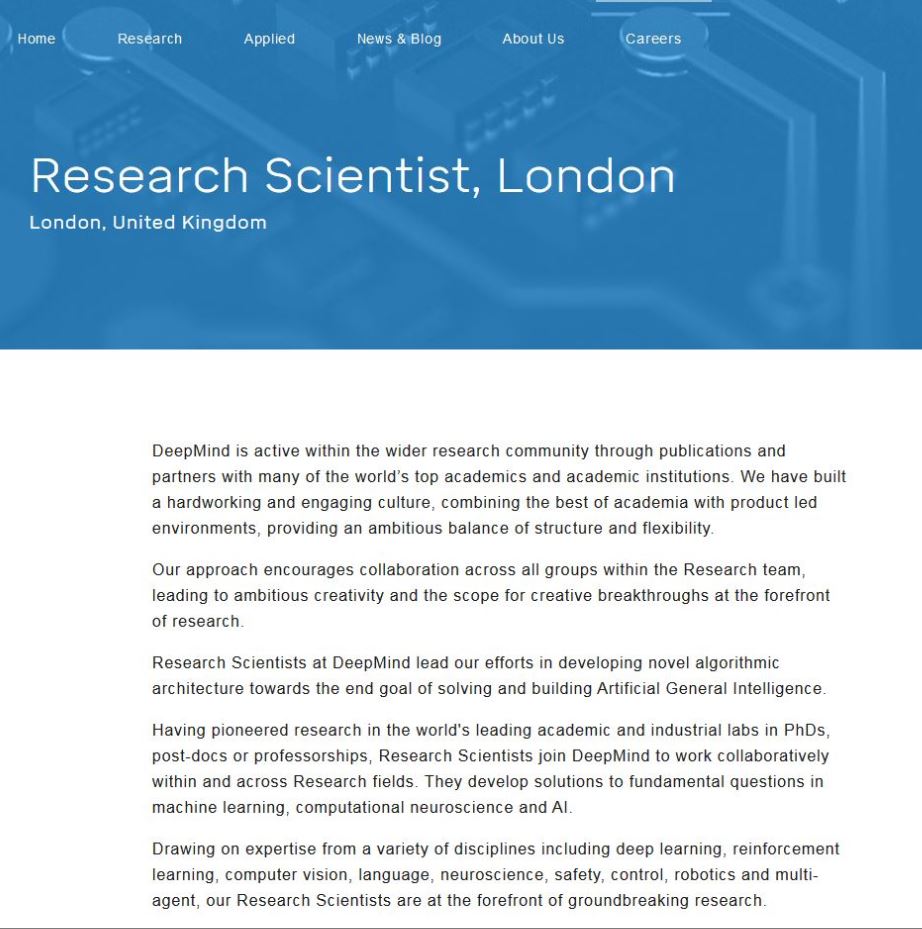 Home Research Applied News & Blog About Us Careers
Research Scientist, London
London, United Kingdom
DeepMind is active within the wider research community through publications and
partners with many of the world’s top academics and academic institutions. We have built
a hardworking and engaging culture, combining the best of academia with product led
environments, providing an ambitious balance of structure and flexibility.
Our approach encourages collaboration across all groups within the Research team,
leading to ambitious creativity and the scope for creative breakthroughs at the forefront
of research.
Research Scientists at DeepMind lead our efforts in developing novel algorithmic
architecture towards the end goal of solving and building Artificial General Intelligence.
Having pioneered research in the world's leading academic and industrial labs in PhDs,
post-docs or professorships, Research Scientists join DeepMind to work collaboratively
within and across Research fields. They develop solutions to fundamental questions in
machine learning, computational neuroscience and AI.
Drawing on expertise from a variety of disciplines including deep learning, reinforcement
learning, computer vision, language, neuroscience, safety, control, robotics and multi-
agent, our Research Scientists are at the forefront of groundbreaking research.